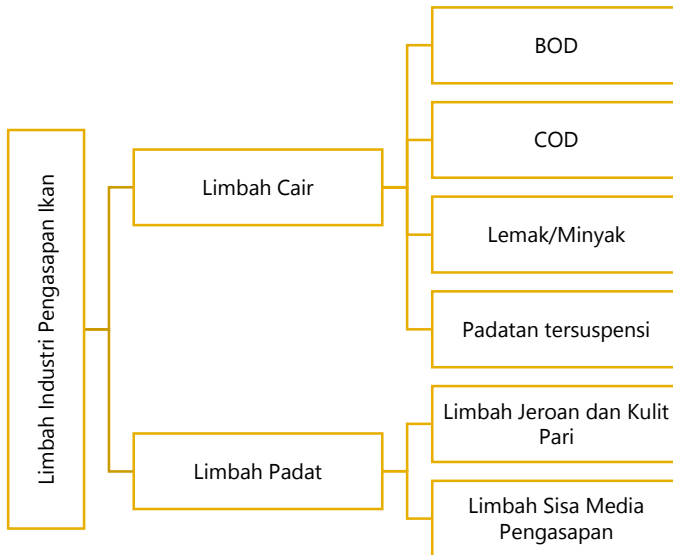 Limbah Industri Pengasapan Ikan
Limbah Cair
BOD
COD
Lemak/Minyak
Padatan tersuspensi
Limbah Padat
Limbah Jeroan dan Kulit
Pari
Limbah Sisa Media
Pengasapan